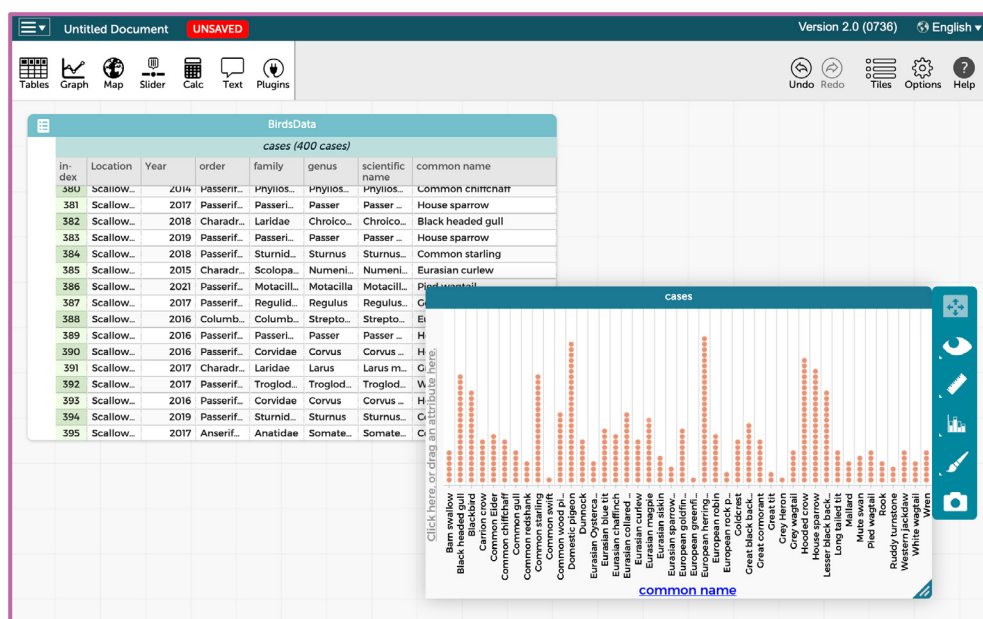 Untitled Document UNSAVED Version 2.0 (0736) English
Tables Graph Map Slider Calc Text Plugins Undo Redo Tiles Options Help
BirdsData
cases (400 cases)
in-dex Location Year order family genus scientific name common name
380 Scallow... 2014 Passerif... Phyllos... Phyllos... Phyllos... Common chiffchaff
381 Scallow... 2017 Passerif... Passeri... Passer Passer ... House sparrow
382 Scallow... 2018 Charadr... Laridae Chroico... Chroico... Black headed gull
383 Scallow... 2019 Passerif... Passeri... Passer Passer ... House sparrow
384 Scallow... 2018 Passerif... Sturnid... Sturnus Sturnus... Common starling
385 Scallow... 2015 Charadr... Scolopa... Numeni... Numeni... Eurasian curlew
386 Scallow... 2021 Passerif... Motacill... Motacilla Motacill... Pied wagtail
387 Scallow... 2017 Passerif... Regulid... Regulus Regulus...
388 Scallow... 2016 Columb... Columb... Strepto... Strepto...
389 Scallow... 2016 Passerif... Passeri... Passer Passer ...
390 Scallow... 2016 Passerif... Corvidae Corvus Corvus ...
391 Scallow... 2017 Charadr... Laridae Larus Larus m...
392 Scallow... 2017 Passerif... Troglod... Troglod... Troglod...
393 Scallow... 2016 Passerif... Corvidae Corvus Corvus ...
394 Scallow... 2019 Passerif... Sturnid... Sturnus Sturnus...
395 Scallow... 2017 Anserif... Anatidae Somate... Somate...
cases
Click here, or drag an attribute here.
Barn swallow
Black headed gull
Blackbird
Carrion crow
Common Eider
Common chiffchaff
Common gull
Common redshank
Common starling
Common swift
Common wood pi...
Domestic pigeon
Dunnock
Eurasian Oysterca...
Eurasian blue tit
Eurasian chaffinch
Eurasian collared ...
Eurasian curlew
Eurasian magpie
Eurasian siskin
Eurasian sparrow...
European goldfin...
European greenfi...
European herring...
European robin
European rock p...
Goldcrest
Great black back...
Great cormorant
Great tit
Grey Heron
Grey wagtail
Hooded crow
House sparrow
Lesser black back...
Long tailed tit
Mallard
Mute swan
Pied wagtail
Rook
Ruddy turnstone
Western jackdaw
White wagtail
Wren
common name